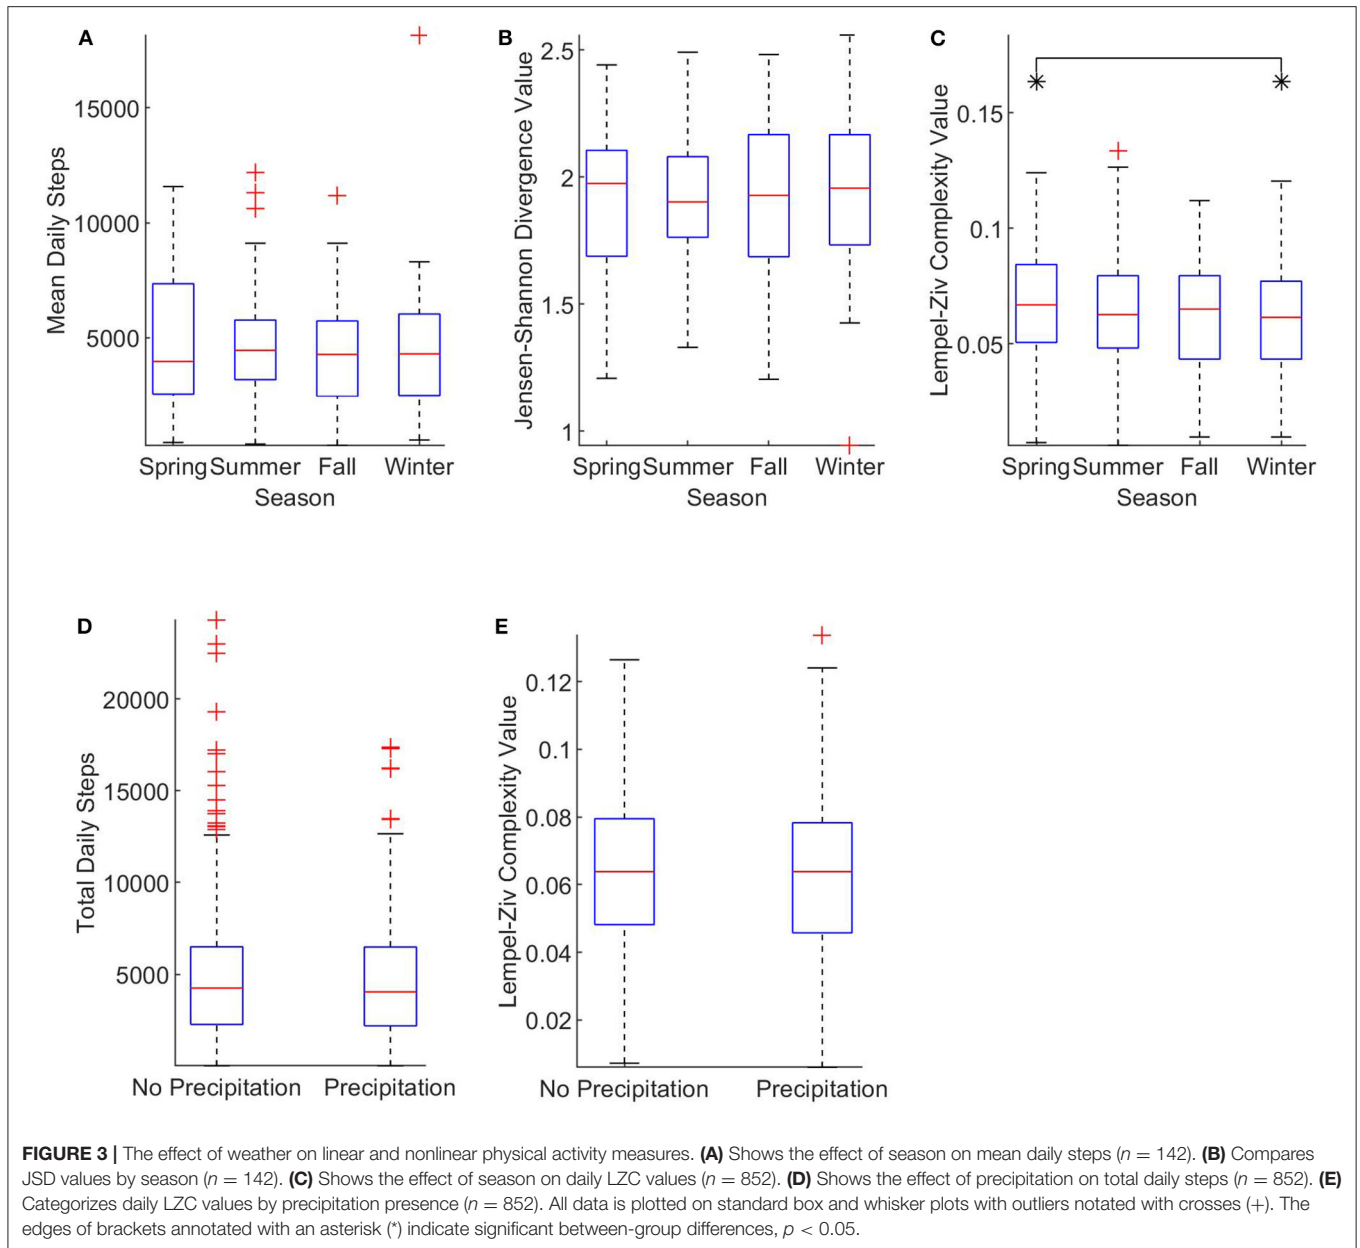 A
Mean Daily Steps
15000
10000
5000
Spring Summer Fall Winter
Season
B
Jensen-Shannon Divergence Value
2.5
2
1.5
1
Spring Summer Fall Winter
Season
C
Lempel-Ziv Complexity Value
0.15
0.1
0.05
Spring Summer Fall Winter
Season
D
Total Daily Steps
20000
15000
10000
5000
No Precipitation Precipitation
E
Lempel-Ziv Complexity Value
0.12
0.1
0.08
0.06
0.04
0.02
No Precipitation Precipitation
FIGURE 3 | The effect of weather on linear and nonlinear physical activity measures. (A) Shows the effect of season on mean daily steps (n = 142). (B) Compares
JSD values by season (n = 142). (C) Shows the effect of season on daily LZC values (n = 852). (D) Shows the effect of precipitation on total daily steps (n = 852). (E)
Categorizes daily LZC values by precipitation presence (n = 852). All data is plotted on standard box and whisker plots with outliers notated with crosses (+). The
edges of brackets annotated with an asterisk (*) indicate significant between-group differences, p < 0.05.